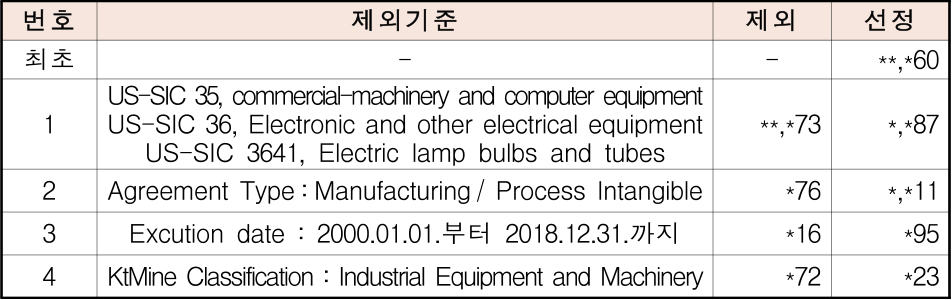 번호 제외기준 제외 선정
최초 - - **,*60
US-SIC 35, commercial-machinery and computer equipment
1 US-SIC 36, Electronic and other electrical equipment **,*73 *,*87
US-SIC 3641, Electric lamp bulbs and tubes
2 Agreement Type : Manufacturing / Process Intangible *76 *,*11
3 Excution date : 2000.01.01.부터 2018.12.31.까지 *16 *95
4 KtMine Classification : Industrial Equipment and Machinery *72 *23